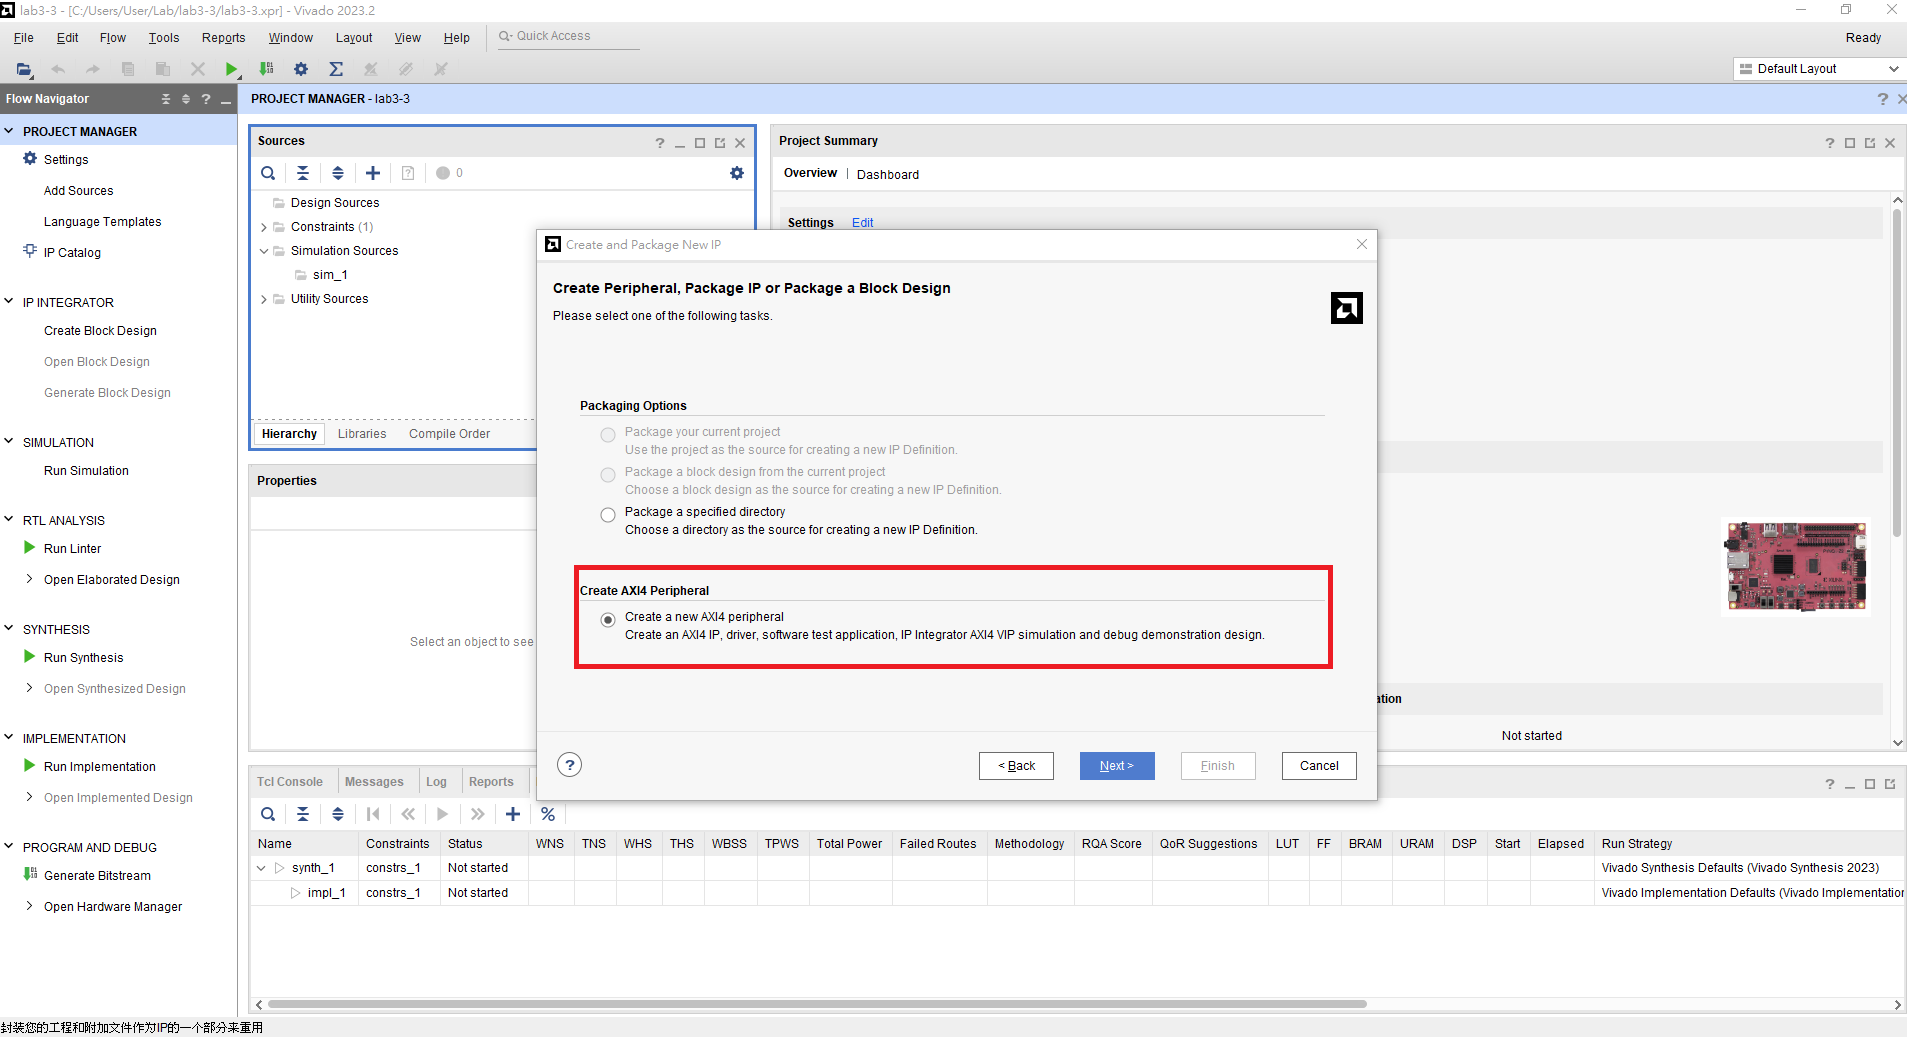 lab3-3 - [C:/Users/User/Lab/lab3-3/lab3-3.xpr] - Vivado 2023.2
File Edit Flow Tools Reports Window Layout View Help Quick Access Ready
Default Layout
Flow Navigator
PROJECT MANAGER - lab3-3
PROJECT MANAGER
Settings
Add Sources
Language Templates
IP Catalog
IP INTEGRATOR
Create Block Design
Open Block Design
Generate Block Design
SIMULATION
Run Simulation
RTL ANALYSIS
Run Linter
Open Elaborated Design
SYNTHESIS
Run Synthesis
Open Synthesized Design
IMPLEMENTATION
Run Implementation
Open Implemented Design
PROGRAM AND DEBUG
Generate Bitstream
Open Hardware Manager
Sources
0
Design Sources
Constraints (1)
Simulation Sources
sim_1
Utility Sources
Hierarchy Libraries Compile Order
Properties
Select an object to see
Project Summary
Overview | Dashboard
Settings Edit
ation
Not started
Create and Package New IP
Create Peripheral, Package IP or Package a Block Design
Please select one of the following tasks.
Packaging Options
Package your current project
Use the project as the source for creating a new IP Definition.
Package a block design from the current project
Choose a block design as the source for creating a new IP Definition.
Package a specified directory
Choose a directory as the source for creating a new IP Definition.
Create AXI4 Peripheral
Create a new AXI4 peripheral
Create an AXI4 IP, driver, software test application, IP Integrator AXI4 VIP simulation and debug demonstration design.
? < Back Next > Finish Cancel
Tcl Console Messages Log Reports
Name Constraints Status WNS TNS WHS THS WBSS TPWS Total Power Failed Routes Methodology RQA Score QoR Suggestions LUT FF BRAM URAM DSP Start Elapsed Run Strategy
synth_1 constrs_1 Not started Vivado Synthesis Defaults (Vivado Synthesis 2023)
impl_1 constrs_1 Not started Vivado Implementation Defaults (Vivado Implementation
封装您的工程和附加文件作为IP的一个部分来重用